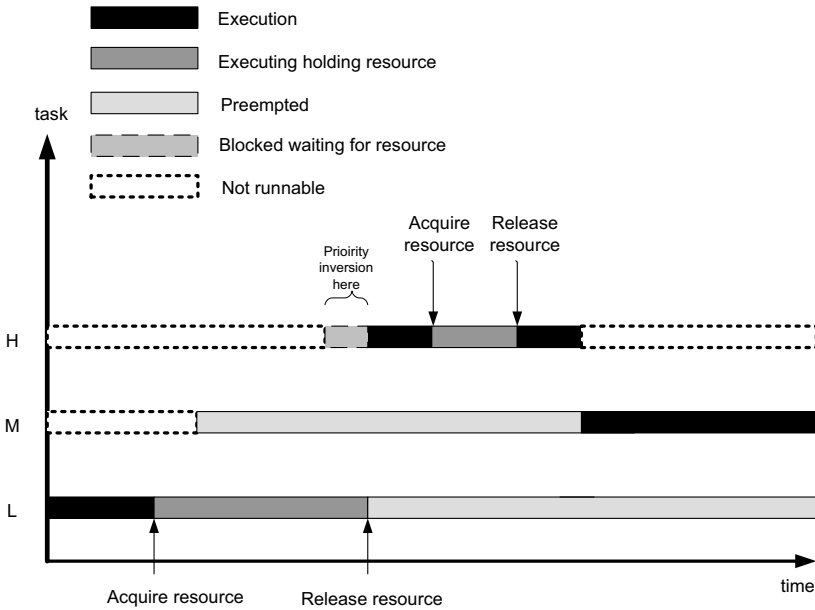 Execution
Executing holding resource
Preempted
Blocked waiting for resource
Not runnable
task
Prioirity
inversion
here
Acquire
resource
Release
resource
H
M
L
Acquire resource
Release resource
time